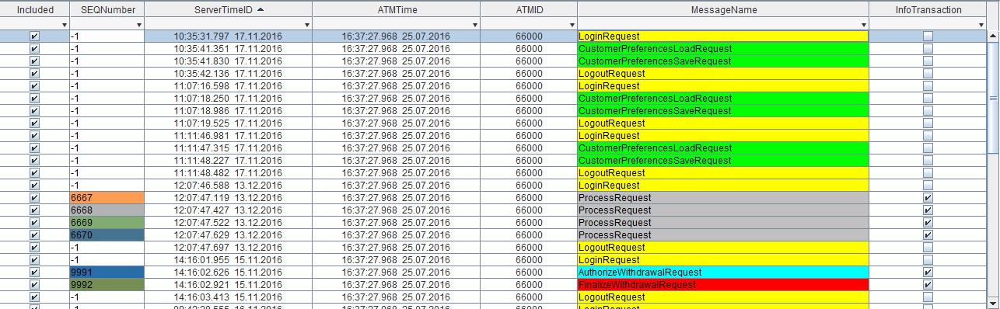 Included SEQNumber ServerTimeID ATMTime ATMID MessageName InfoTransaction
-1 10:35:31.797 17.11.2016 16:37:27.968 25.07.2016 66000 LoginRequest
-1 10:35:41.351 17.11.2016 16:37:27.968 25.07.2016 66000 CustomerPreferencesLoadRequest
-1 10:35:41.830 17.11.2016 16:37:27.968 25.07.2016 66000 CustomerPreferencesSaveRequest
-1 10:35:42.136 17.11.2016 16:37:27.968 25.07.2016 66000 LogoutRequest
-1 11:07:16.598 17.11.2016 16:37:27.968 25.07.2016 66000 LoginRequest
-1 11:07:18.250 17.11.2016 16:37:27.968 25.07.2016 66000 CustomerPreferencesLoadRequest
-1 11:07:18.986 17.11.2016 16:37:27.968 25.07.2016 66000 CustomerPreferencesSaveRequest
-1 11:07:19.525 17.11.2016 16:37:27.968 25.07.2016 66000 LogoutRequest
-1 11:11:46.981 17.11.2016 16:37:27.968 25.07.2016 66000 LoginRequest
-1 11:11:47.315 17.11.2016 16:37:27.968 25.07.2016 66000 CustomerPreferencesLoadRequest
-1 11:11:48.227 17.11.2016 16:37:27.968 25.07.2016 66000 CustomerPreferencesSaveRequest
-1 11:11:48.482 17.11.2016 16:37:27.968 25.07.2016 66000 LogoutRequest
-1 12:07:46.588 13.12.2016 16:37:27.968 25.07.2016 66000 LoginRequest
6667 12:07:47.119 13.12.2016 16:37:27.968 25.07.2016 66000 ProcessRequest
6668 12:07:47.427 13.12.2016 16:37:27.968 25.07.2016 66000 ProcessRequest
6669 12:07:47.522 13.12.2016 16:37:27.968 25.07.2016 66000 ProcessRequest
6670 12:07:47.629 13.12.2016 16:37:27.968 25.07.2016 66000 ProcessRequest
-1 12:07:47.697 13.12.2016 16:37:27.968 25.07.2016 66000 LogoutRequest
-1 14:16:01.955 15.11.2016 16:37:27.968 25.07.2016 66000 LoginRequest
9991 14:16:02.626 15.11.2016 16:37:27.968 25.07.2016 66000 AuthorizeWithdrawalRequest
9992 14:16:02.921 15.11.2016 16:37:27.968 25.07.2016 66000 FinalizeWithdrawalRequest
-1 14:16:03.413 15.11.2016 16:37:27.968 25.07.2016 66000 LogoutRequest
-1 16.11.2016 16:37:27.968 25.07.2016 66000 LoginRequest